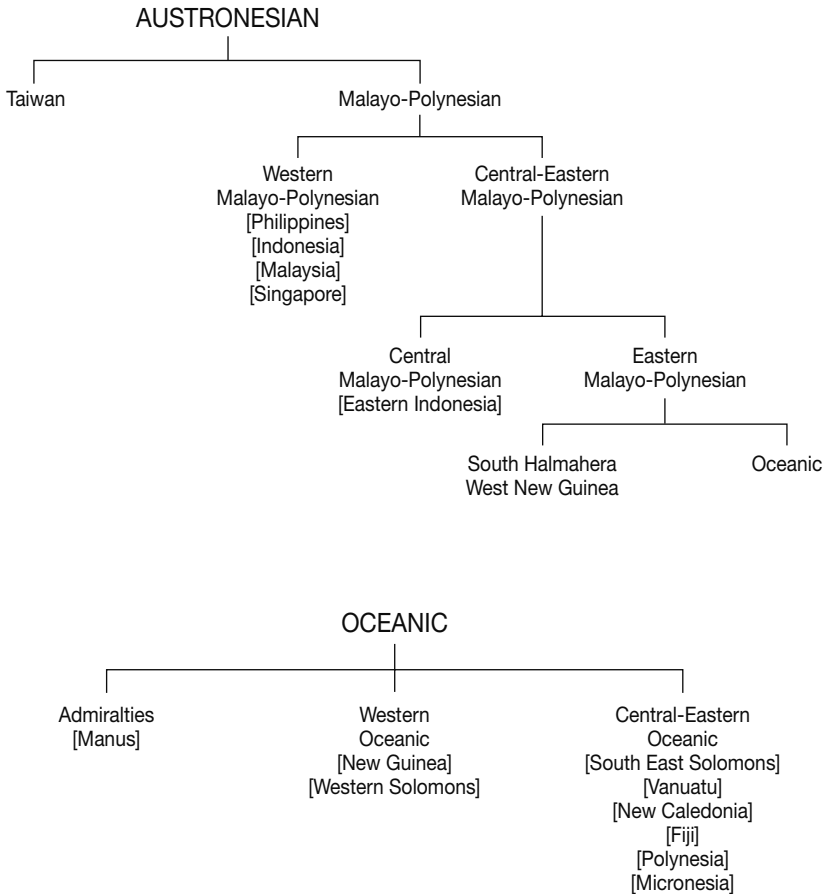 AUSTRONESIAN
Taiwan
Malayo-Polynesian
Western
Malayo-Polynesian
[Philippines]
[Indonesia]
[Malaysia]
[Singapore]
Central-Eastern
Malayo-Polynesian
Central
Malayo-Polynesian
[Eastern Indonesia]
Eastern
Malayo-Polynesian
South Halmahera
West New Guinea
Oceanic
OCEANIC
Admiralties
[Manus]
Western
Oceanic
[New Guinea]
[Western Solomons]
Central-Eastern
Oceanic
[South East Solomons]
[Vanuatu]
[New Caledonia]
[Fiji]
[Polynesia]
[Micronesia]